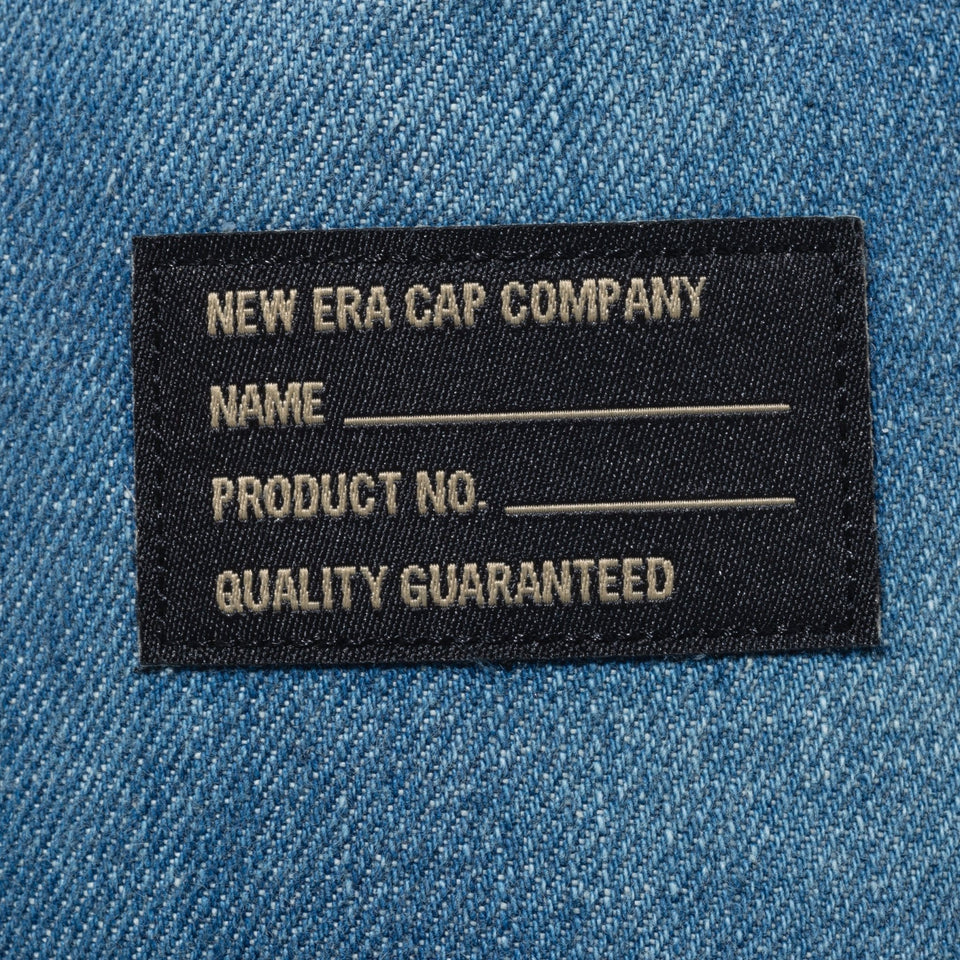 NEW ERA CAP COMPANY
NAME
PRODUCT NO.
QUALITY GUARANTEED